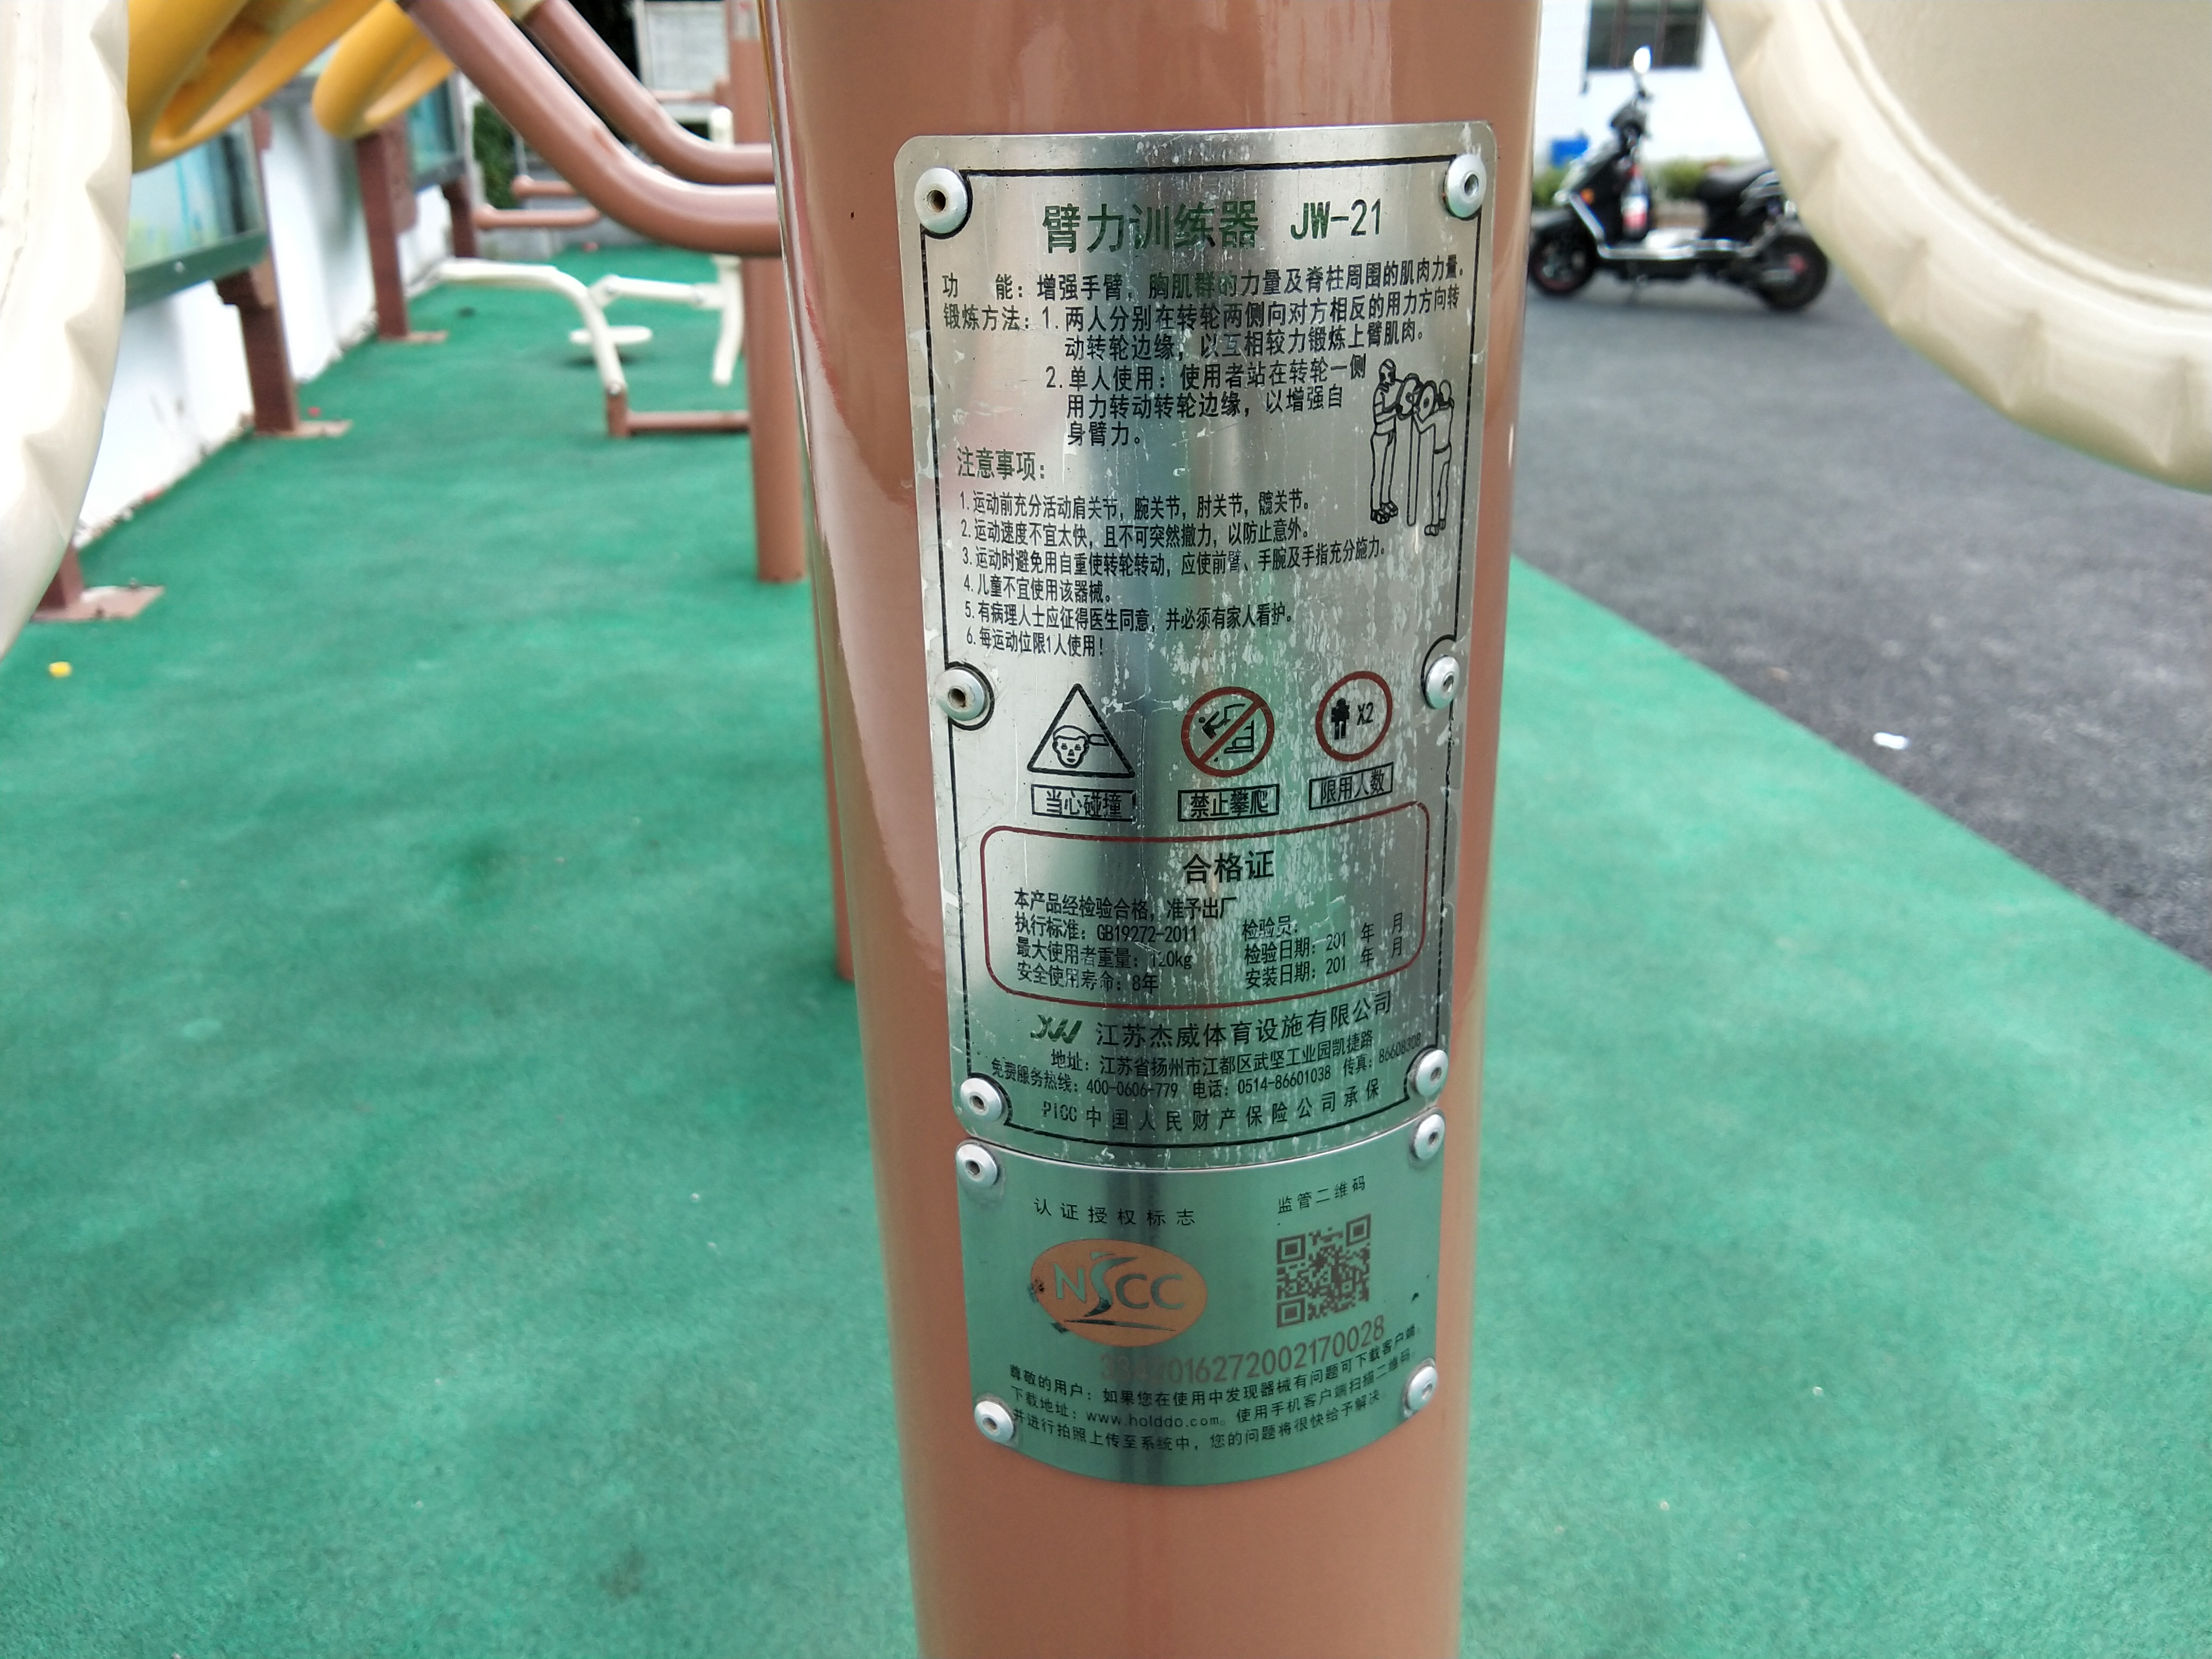 臂力训练器 JW-21
功 能：增强手臂，胸肌群的力量及脊柱周围的肌肉力量。
锻炼方法：1.两人分别在转轮两侧向对方相反的用力方向转
动转轮边缘，以互相较力锻炼上臂肌肉。
2.单人使用：使用者站在转轮一侧
用力转动转轮边缘，以增强自
身臂力。
注意事项：
1.运动前充分活动肩关节，腕关节，肘关节，髋关节。
2.运动速度不宜太快，且不可突然撤力，以防止意外。
3.运动时避免用自重使转轮转动，应使前臂、手腕及手指充分施力。
4.儿童不宜使用该器械。
5.有病理人士应征得医生同意，并必须有家人看护。
6.每运动位限1人使用！
X2
当心碰撞 禁止攀爬 限用人数
合格证
本产品经检验合格，准予出厂
执行标准：GB19272-2011 检验员：
最大使用者重量：120kg 检验日期：201 年 月
安全使用寿命：8年 安装日期：201 年 月
江苏杰威体育设施有限公司
地址：江苏省扬州市江都区武坚工业园凯捷路
免费服务热线：400-0606-779 电话：0514-86601038 传真：86608308
PICC中国人民财产保险公司承保
认证授权标志 监管二维码
NSCC
尊敬的用户：如果您在使用中发现器械有问题可下载客户端，
下载地址：www.holddo.com。使用手机客户端扫描二维码，
并进行拍照上传至系统中，您的问题将很快给予解决